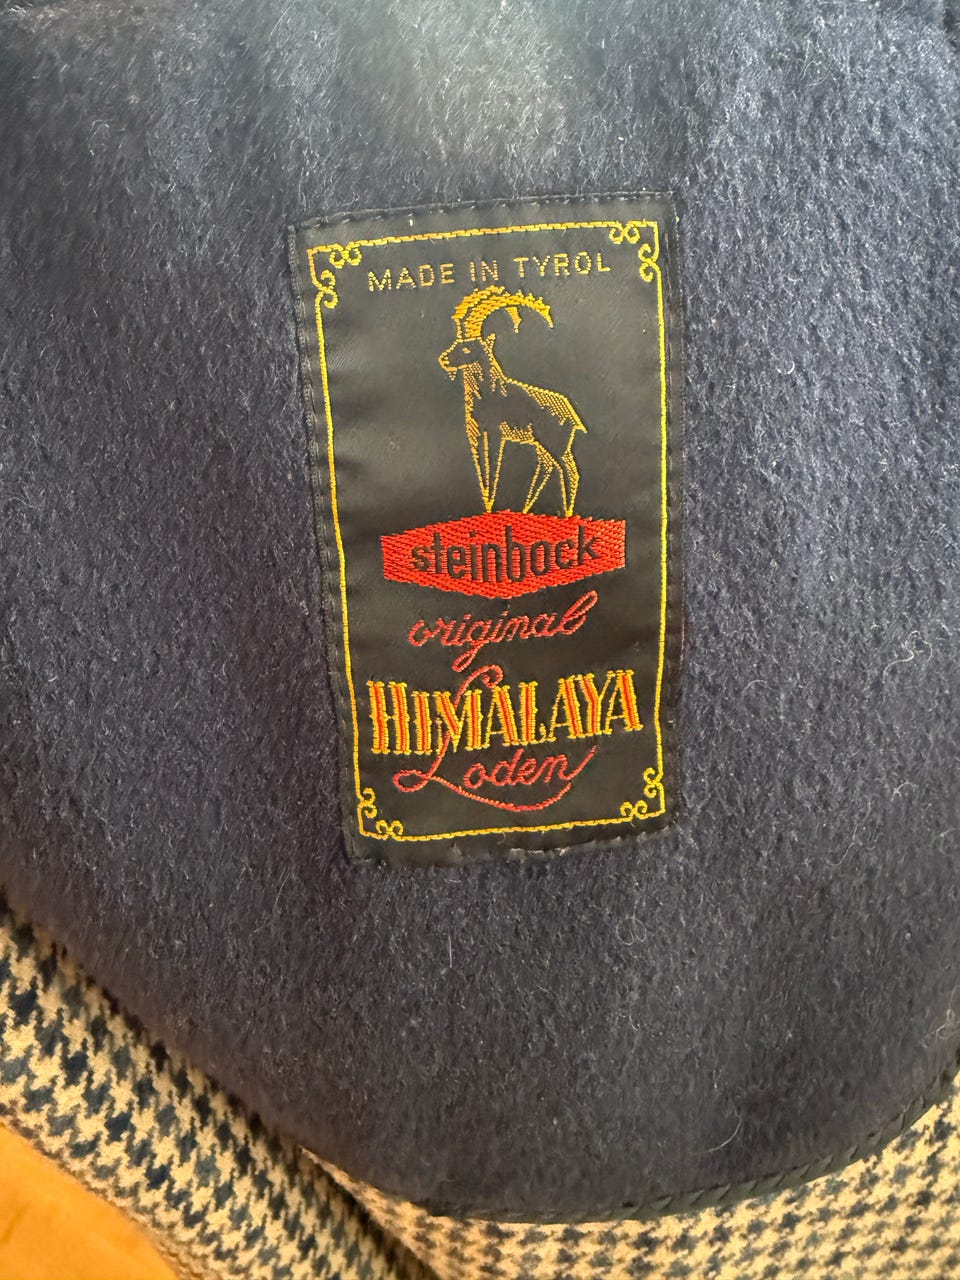 MADE IN TYROL
steinbock
original
HIMALAYA
Loden